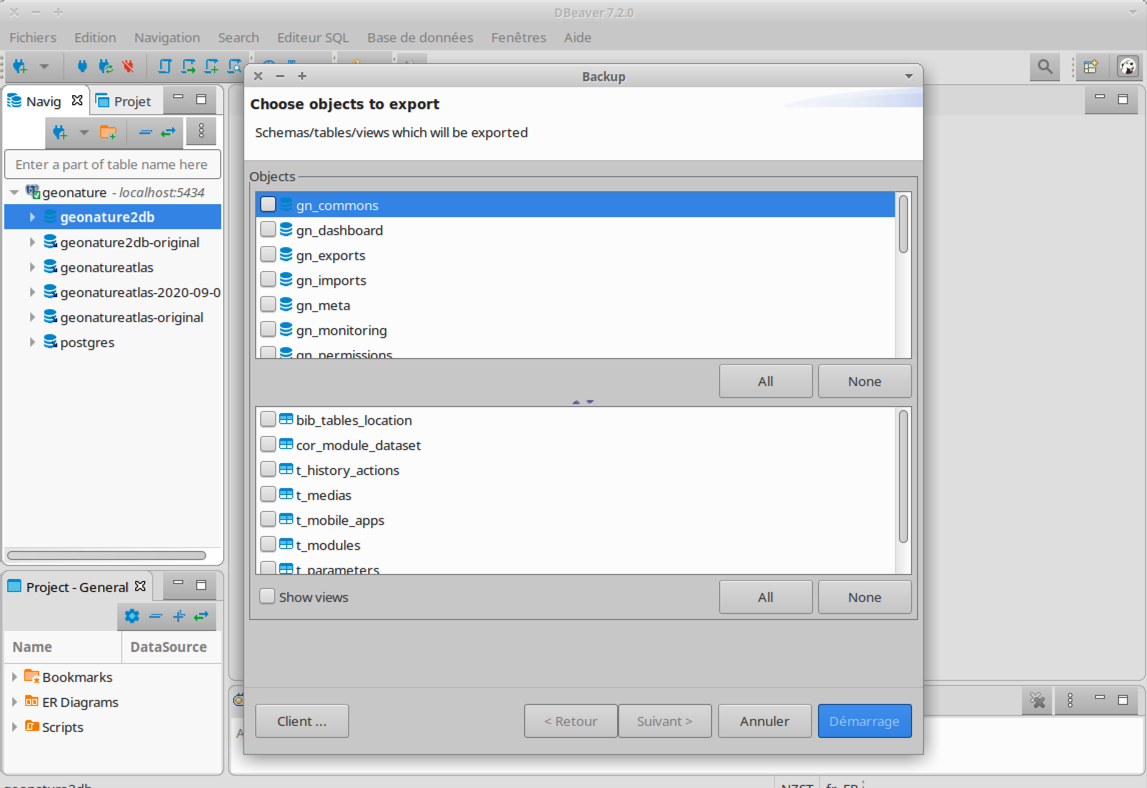 DBeaver 7.2.0
Fichiers Edition Navigation Search Editeur SQL Base de données Fenêtres Aide
Backup
Choose objects to export
Schemas/tables/views which will be exported
Navig Projet
Enter a part of table name here
geonature - localhost:5434
geonature2db
geonature2db-original
geonatureatlas
geonatureatlas-2020-09-0
geonatureatlas-original
postgres
Project - General
Name DataSource
Bookmarks
ER Diagrams
Scripts
Objects
gn_commons
gn_dashboard
gn_exports
gn_imports
gn_meta
gn_monitoring
gn_permissions
All None
bib_tables_location
cor_module_dataset
t_history_actions
t_medias
t_mobile_apps
t_modules
t_parameters
Show views All None
Client ... < Retour Suivant > Annuler Démarrage
geonature2db NZST fr_FR